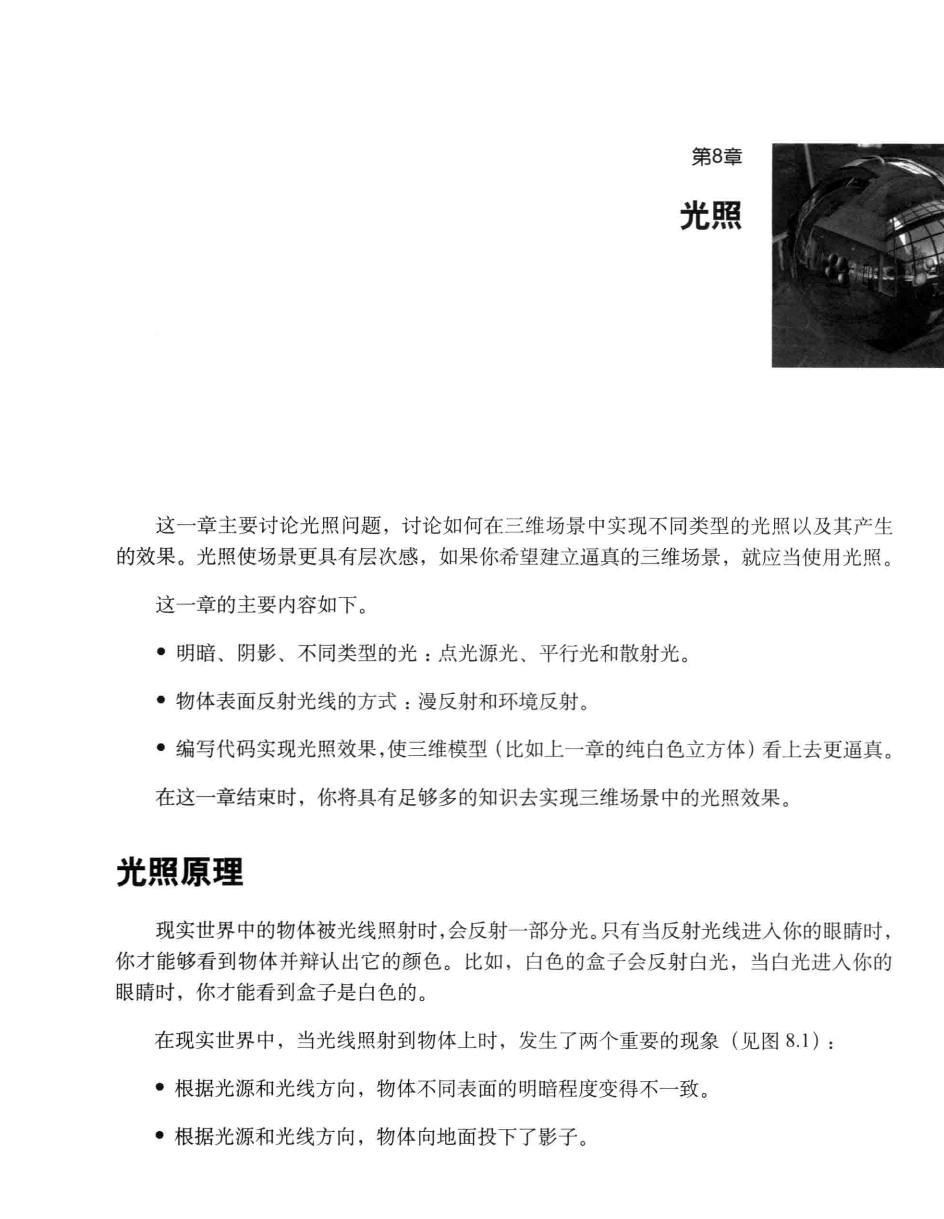 第8章
光照
这一章主要讨论光照问题，讨论如何在三维场景中实现不同类型的光照以及其产生
的效果。光照使场景更具有层次感，如果你希望建立逼真的三维场景，就应当使用光照。
这一章的主要内容如下。
• 明暗、阴影、不同类型的光：点光源光、平行光和散射光。
• 物体表面反射光线的方式：漫反射和环境反射。
• 编写代码实现光照效果，使三维模型（比如上一章的纯白色立方体）看上去更逼真。
在这一章结束时，你将具有足够多的知识去实现三维场景中的光照效果。
光照原理
现实世界中的物体被光线照射时，会反射一部分光。只有当反射光线进入你的眼睛时，
你才能够看到物体并辩认出它的颜色。比如，白色的盒子会反射白光，当白光进入你的
眼睛时，你才能看到盒子是白色的。
在现实世界中，当光线照射到物体上时，发生了两个重要的现象（见图 8.1）：
• 根据光源和光线方向，物体不同表面的明暗程度变得不一致。
• 根据光源和光线方向，物体向地面投下了影子。